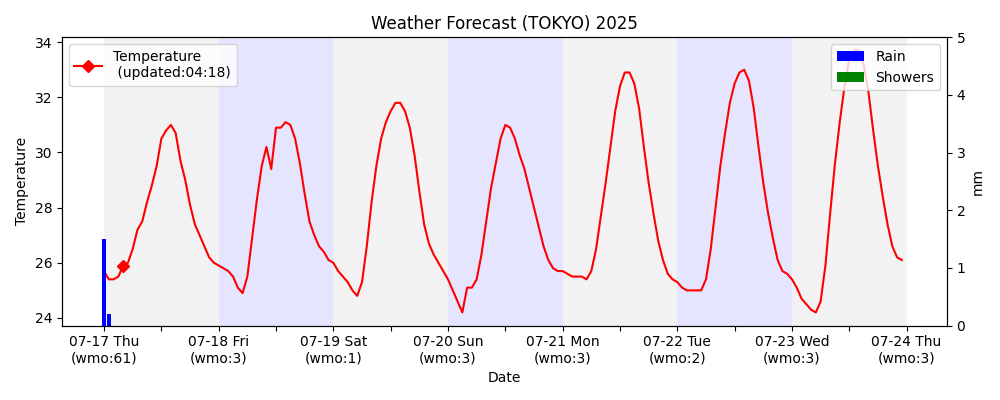 Weather Forecast (TOKYO) 2025
Temperature
(updated:04:18)
Rain
Showers
34
32
30
28
26
24
Temperature
5
4
3
2
1
0
mm
07-17 Thu
(wmo:61)
07-18 Fri
(wmo:3)
07-19 Sat
(wmo:1)
07-20 Sun
(wmo:3)
07-21 Mon
(wmo:3)
07-22 Tue
(wmo:2)
07-23 Wed
(wmo:3)
07-24 Thu
(wmo:3)
Date